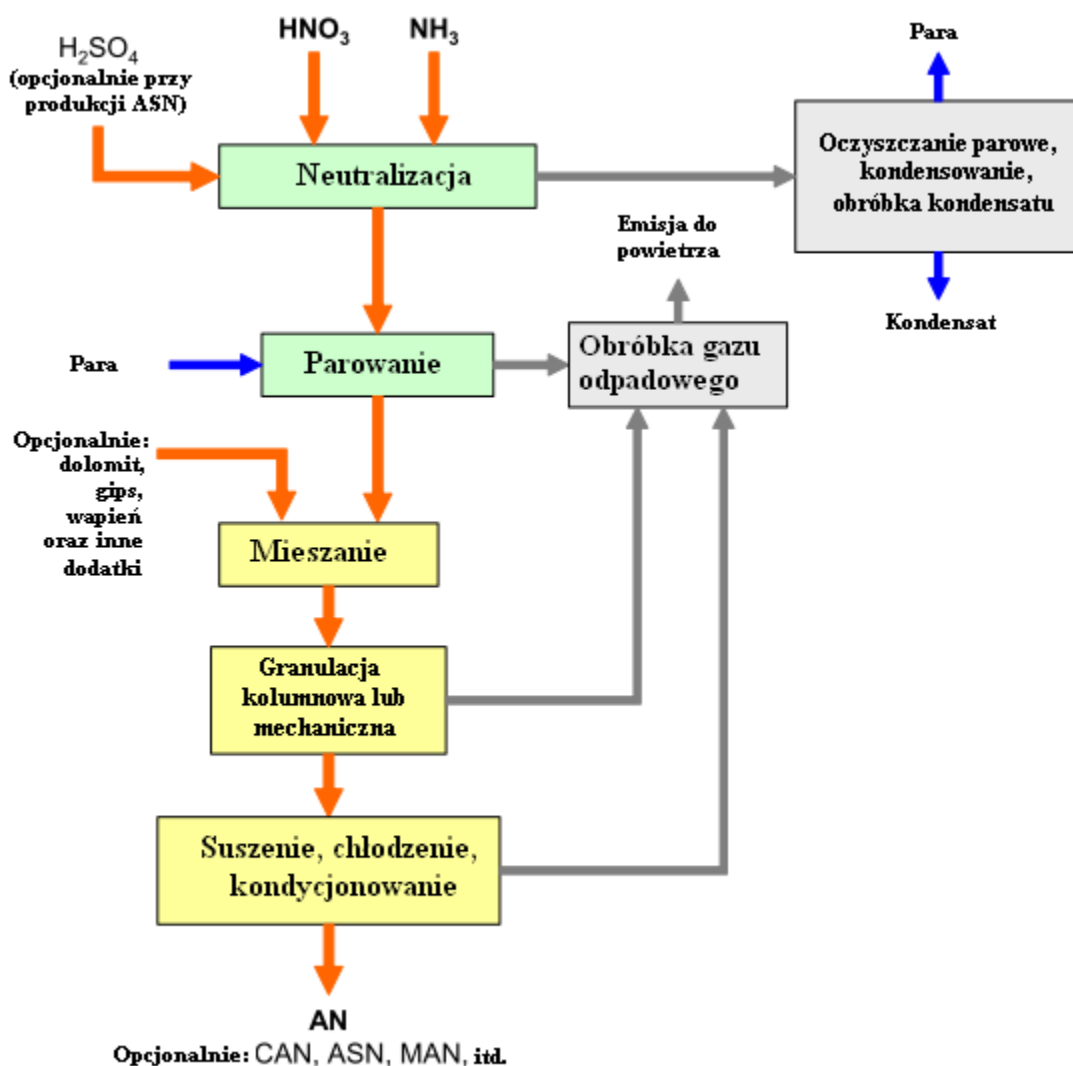 H₂SO₄
(opcjonalnie przy
produkcji ASN)
HNO₃
NH₃
Para
Neutralizacja
Oczyszczanie parowe,
kondensowanie,
obróbka kondensatu
Emisja do
powietrza
Kondensat
Para
Parowanie
Obróbka gazu
odpadowego
Opcjonalnie:
dolomit,
gips,
wapień
oraz inne
dodatki
Mieszanie
Granulacja
kolumnowa lub
mechaniczna
Suszenie, chłodzenie,
kondycjonowanie
AN
Opcjonalnie: CAN, ASN, MAN, itd.